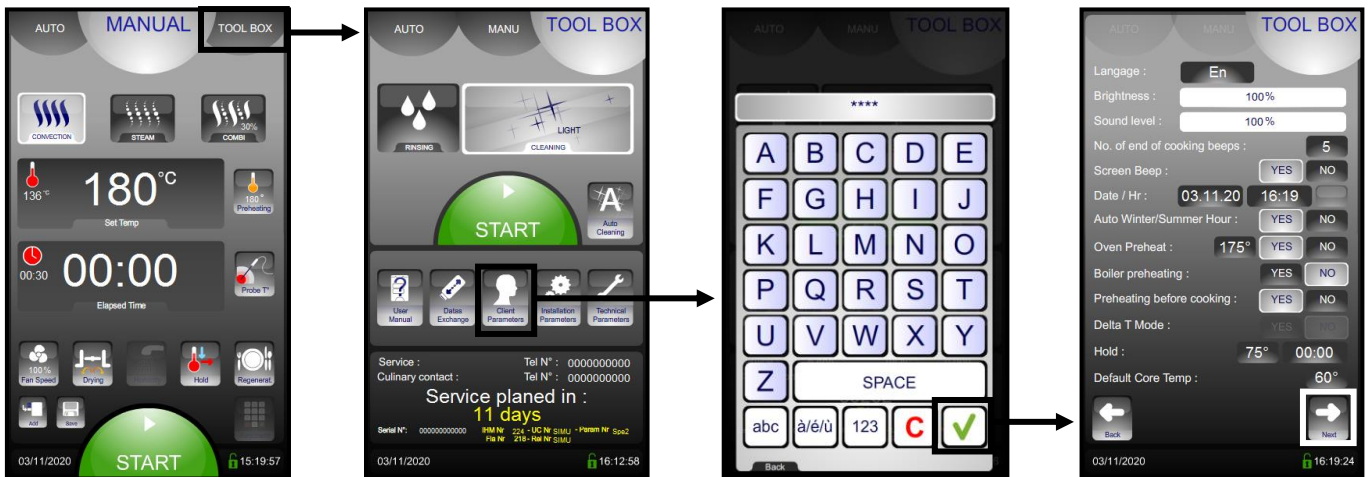 AUTO MANUAL TOOL BOX
CONVECTION STEAM 30% COMBI
136 °C 180°C 180° Preheating
Set Temp
00:30 00:00 Probe T°
Elapsed Time
100% Fan Speed Drying Hold Regenerat.
Add Save
03/11/2020 START 15:19:57
AUTO MANU TOOL BOX
RINSING LIGHT CLEANING
START A Auto Cleaning
? User Manual Datas Exchange Client Parameters Installation Parameters Technical Parameters
Service : Tel N° : 0000000000
Culinary contact : Tel N° : 0000000000
Service planed in :
11 days
Serial N°: 000000000000 IHM Nr 224 - UC Nr SIMU - Param Nr Spe2
Fla Nr 218 - Rel Nr SIMU
03/11/2020 16:12:58
AUTO MANU TOOL BOX
****
A B C D E
F G H I J
K L M N O
P Q R S T
U V W X Y
Z SPACE
abc à/é/ù 123 C
Back
AUTO MANU TOOL BOX
Langage : En
Brightness : 100%
Sound level : 100%
No. of end of cooking beeps : 5
Screen Beep : YES NO
Date / Hr : 03.11.20 16:19
Auto Winter/Summer Hour : YES NO
Oven Preheat : 175° YES NO
Boiler preheating : YES NO
Preheating before cooking : YES NO
Delta T Mode : YES NO
Hold : 75° 00:00
Default Core Temp : 60°
Back Next
03/11/2020 16:19:24